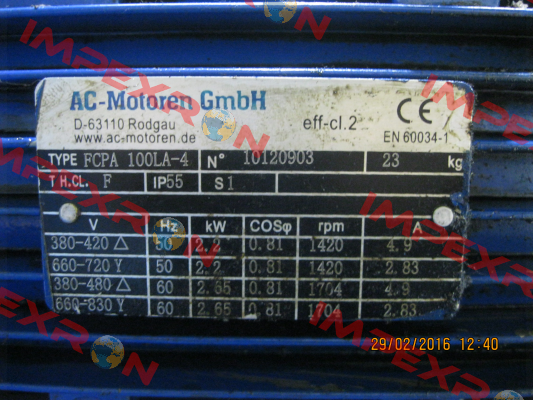 IMPEXRON
IMPEXRON
AC-Motoren GmbH
D-63110 Rodgau
www.ac-motoren.de
eff-cl.2
CE
EN 60034-1
TYPE FCPA 100LA-4 N° 10120903 23 kg
TH.CL. F IP55 S1
V Hz kW COSφ rpm A
380-420 △ 50 2.2 0.81 1420 4.9
660-720 Y 50 2.2 0.81 1420 2.83
380-480 △ 60 2.65 0.81 1704 4.9
660-830 Y 60 2.65 0.81 1704 2.83
29/02/2016 12:40
IMPEXRON
IMPEXRON